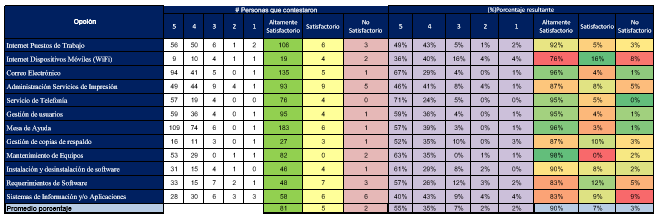 Opción # Personas que contestaron (%)Porcentaje resultante
5 4 3 2 1 Altamente Satisfactorio Satisfactorio No Satisfactorio 5 4 3 2 1 Altamente Satisfactorio Satisfactorio No Satisfactorio
Internet Puestos de Trabajo 56 50 6 1 2 106 6 3 49% 43% 5% 1% 2% 92% 5% 3%
Internet Dispositivos Móviles (WiFi) 9 10 4 1 1 19 4 2 36% 40% 16% 4% 4% 76% 16% 8%
Correo Electrónico 94 41 5 0 1 135 5 1 67% 29% 4% 0% 1% 96% 4% 1%
Administración Servicios de Impresión 49 44 9 4 1 93 9 5 46% 41% 8% 4% 1% 87% 8% 5%
Servicio de Telefonía 57 19 4 0 0 76 4 0 71% 24% 5% 0% 0% 95% 5% 0%
Gestión de usuarios 59 36 4 0 1 95 4 1 59% 36% 4% 0% 1% 95% 4% 1%
Mesa de Ayuda 109 74 6 0 1 183 6 1 57% 39% 3% 0% 1% 96% 3% 1%
Gestión de copias de respaldo 16 11 3 0 1 27 3 1 52% 35% 10% 0% 3% 87% 10% 3%
Mantenimiento de Equipos 53 29 0 1 1 82 0 2 63% 35% 0% 1% 1% 98% 0% 2%
Instalación y desinstalación de software 31 15 4 1 0 46 4 1 61% 29% 8% 2% 0% 90% 8% 2%
Requerimientos de Software 33 15 7 2 1 48 7 3 57% 26% 12% 3% 2% 83% 12% 5%
Sistemas de Información y/o Aplicaciones 28 30 6 3 3 58 6 6 40% 43% 9% 4% 4% 83% 9% 9%
Promedio porcentaje 81 5 2 55% 35% 7% 2% 2% 90% 7% 3%